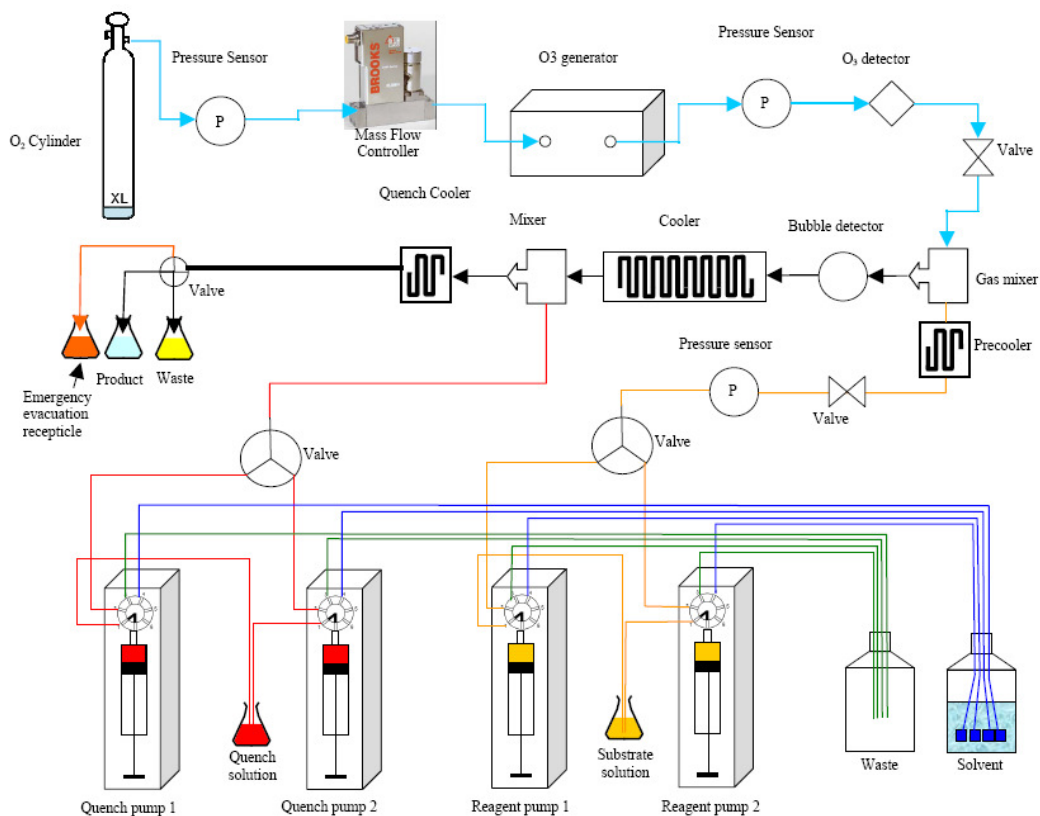 Pressure Sensor
O3 generator
Pressure Sensor
O₃ detector
P
P
BROOKS
O₂ Cylinder
Mass Flow
Controller
Valve
XL
Quench Cooler
Mixer
Cooler
Bubble detector
Valve
Gas mixer
Product
Waste
Pressure sensor
Precooler
Emergency
evacuation
recepticle
P
Valve
Valve
Valve
Quench
solution
Substrate
solution
Waste
Solvent
Quench pump 1
Quench pump 2
Reagent pump 1
Reagent pump 2